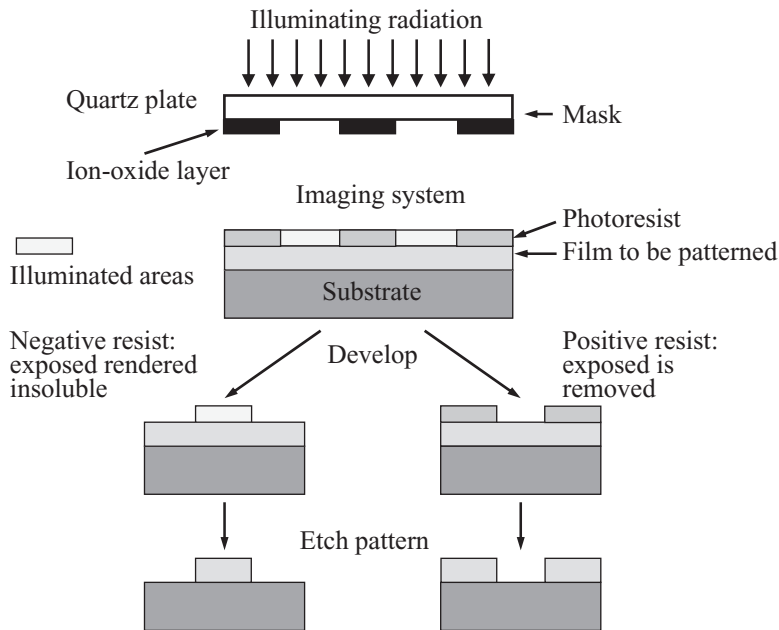 Illuminating radiation
Quartz plate
Mask
Ion-oxide layer
Imaging system
Photoresist
Film to be patterned
Illuminated areas
Substrate
Negative resist:
exposed rendered
insoluble
Develop
Positive resist:
exposed is
removed
Etch pattern